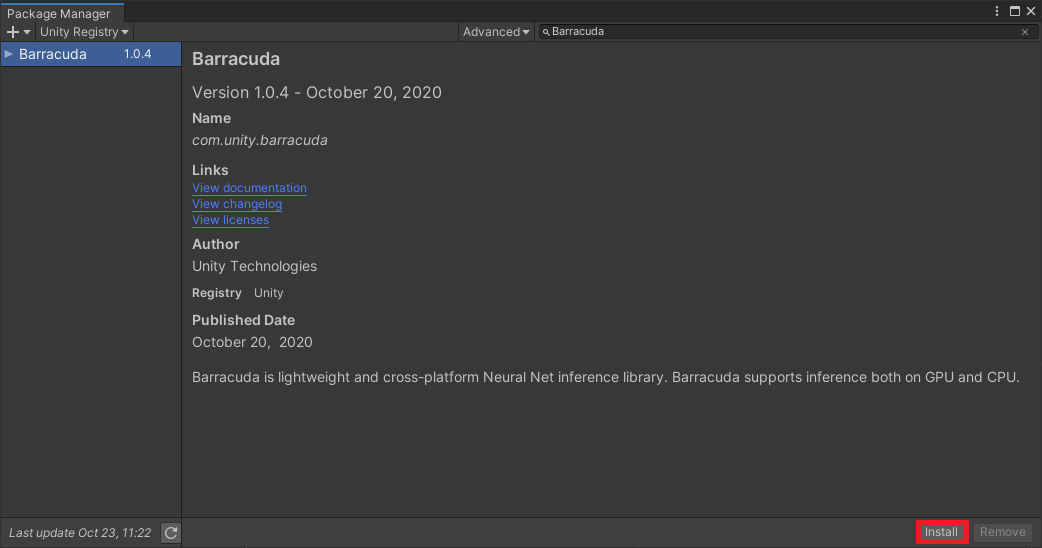 Package Manager
Unity Registry Advanced Barracuda
Barracuda 1.0.4
Barracuda
Version 1.0.4 - October 20, 2020
Name
com.unity.barracuda
Links
View documentation
View changelog
View licenses
Author
Unity Technologies
Registry Unity
Published Date
October 20, 2020
Barracuda is lightweight and cross-platform Neural Net inference library. Barracuda supports inference both on GPU and CPU.
Last update Oct 23, 11:22
Install Remove